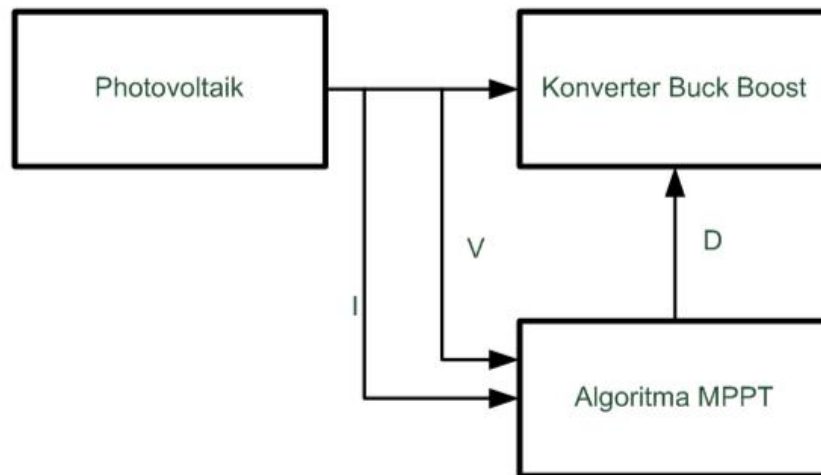 Photovoltaik
Konverter Buck Boost
V
D
I
Algoritma MPPT